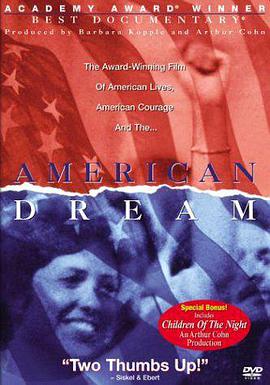 ACADEMY AWARD® WINNER
BEST DOCUMENTARY®
Produced by Barbara Kopple and Arthur Cohn
The Award-Winning Film
Of American Lives,
American Courage
And The...
AMERICAN
DREAM
Special Bonus!
Includes
Children Of The Night
An Arthur Cohn
Production
"Two Thumbs Up!"
– Siskel & Ebert
DVD
VIDEO